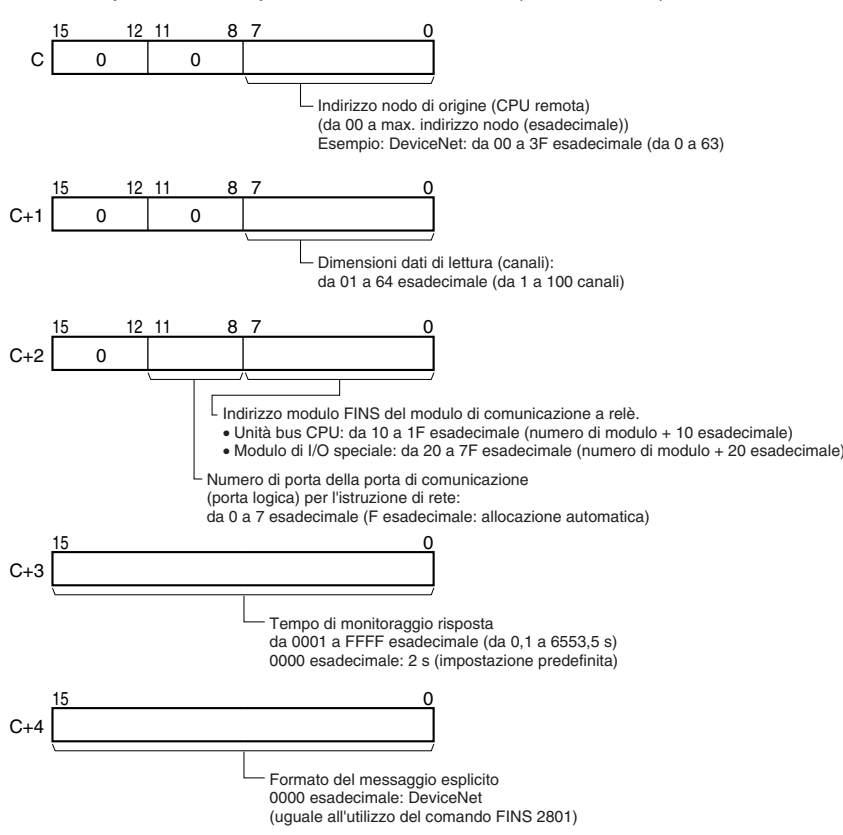 15 12 11 8 7 0
C 0 0
Indirizzo nodo di origine (CPU remota)
(da 00 a max. indirizzo nodo (esadecimale))
Esempio: DeviceNet: da 00 a 3F esadecimale (da 0 a 63)
15 12 11 8 7 0
C+1 0 0
Dimensioni dati di lettura (canali):
da 01 a 64 esadecimale (da 1 a 100 canali)
15 12 11 8 7 0
C+2 0
Indirizzo modulo FINS del modulo di comunicazione a relè.
• Unità bus CPU: da 10 a 1F esadecimale (numero di modulo + 10 esadecimale)
• Modulo di I/O speciale: da 20 a 7F esadecimale (numero di modulo + 20 esadecimale)
Numero di porta della porta di comunicazione
(porta logica) per l'istruzione di rete:
da 0 a 7 esadecimale (F esadecimale: allocazione automatica)
15 0
C+3
Tempo di monitoraggio risposta
da 0001 a FFFF esadecimale (da 0,1 a 6553,5 s)
0000 esadecimale: 2 s (impostazione predefinita)
15 0
C+4
Formato del messaggio esplicito
0000 esadecimale: DeviceNet
(uguale all'utilizzo del comando FINS 2801)